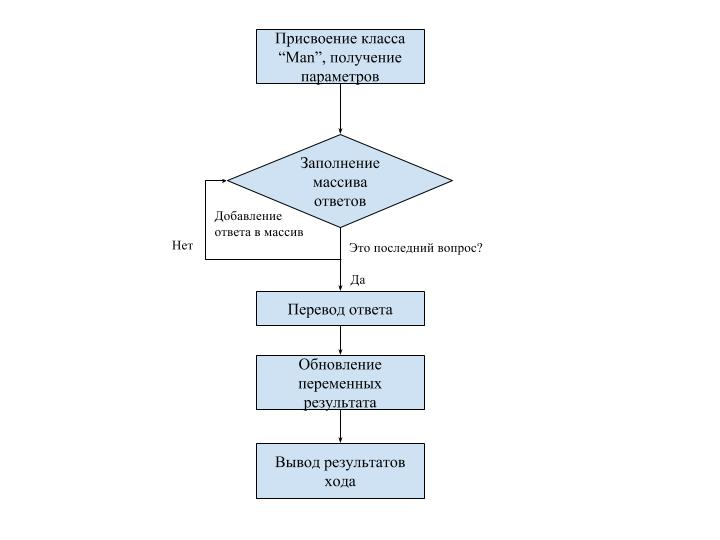 Присвоение класса
“Man”, получение
параметров
Заполнение
массива
ответов
Добавление
ответа в массив
Нет
Это последний вопрос?
Да
Перевод ответа
Обновление
переменных
результата
Вывод результатов
хода